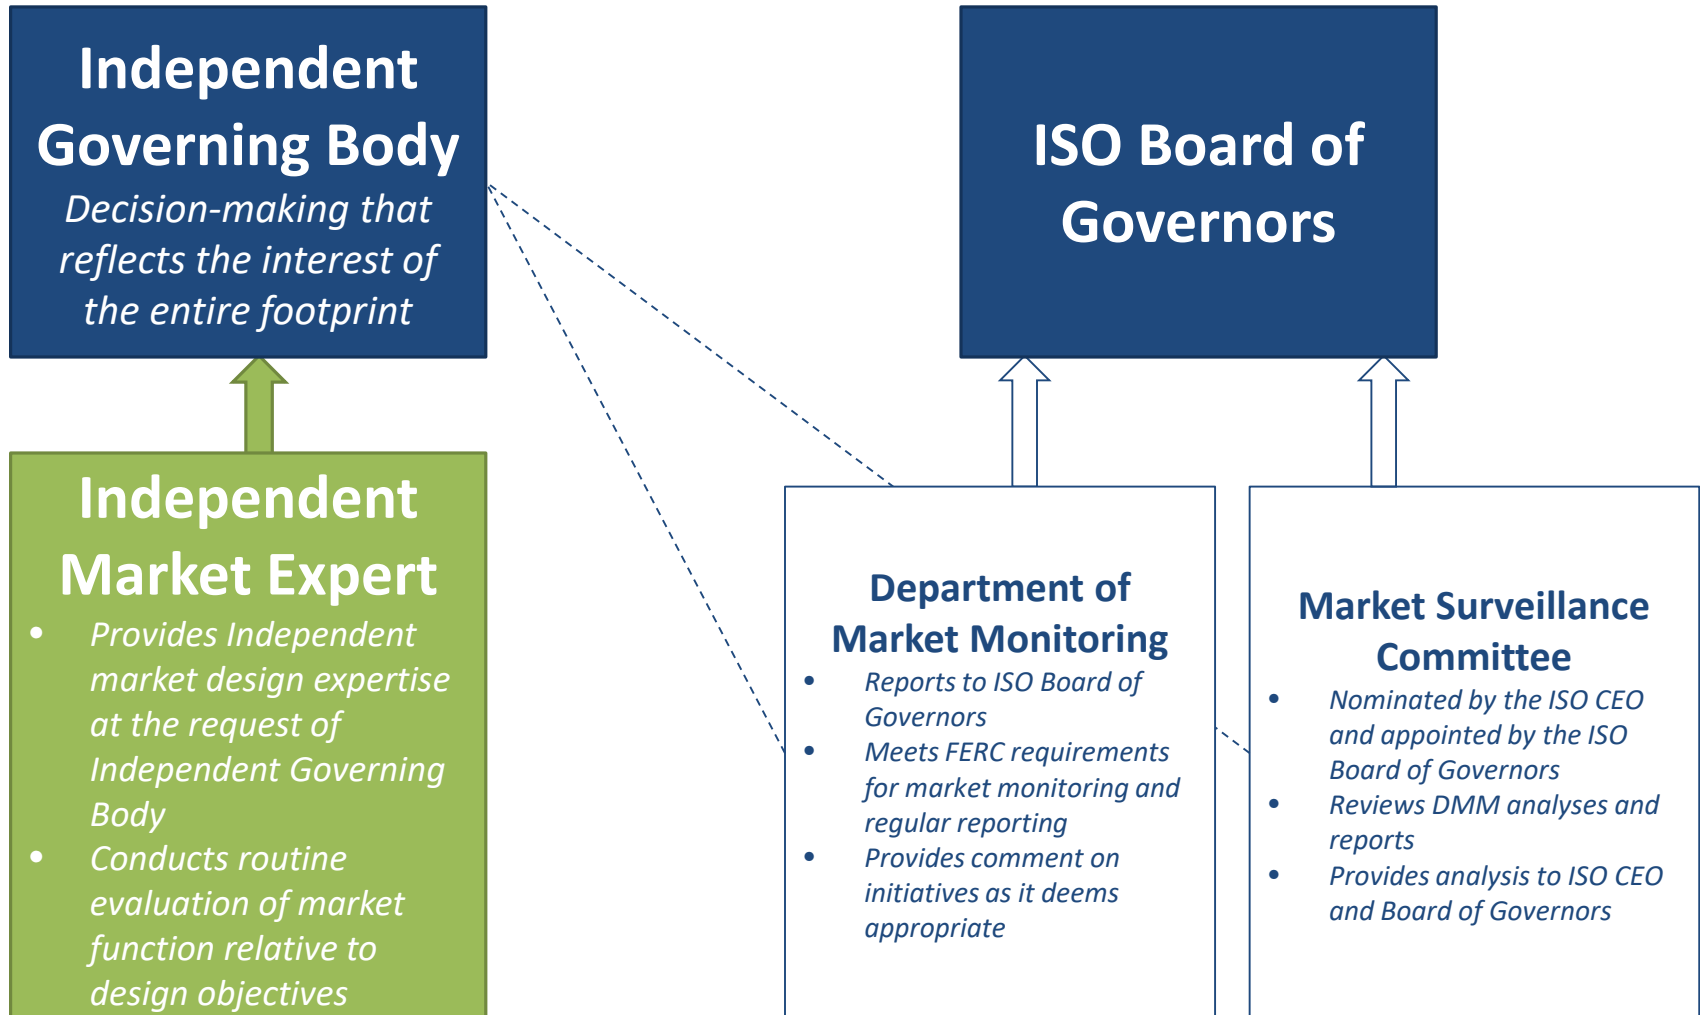 Independent
Governing Body
Decision-making that
reflects the interest of
the entire footprint
ISO Board of
Governors
Independent
Market Expert
• Provides Independent
market design expertise
at the request of
Independent Governing
Body
• Conducts routine
evaluation of market
function relative to
design objectives
Department of
Market Monitoring
• Reports to ISO Board of
Governors
• Meets FERC requirements
for market monitoring and
regular reporting
• Provides comment on
initiatives as it deems
appropriate
Market Surveillance
Committee
• Nominated by the ISO CEO
and appointed by the ISO
Board of Governors
• Reviews DMM analyses and
reports
• Provides analysis to ISO CEO
and Board of Governors